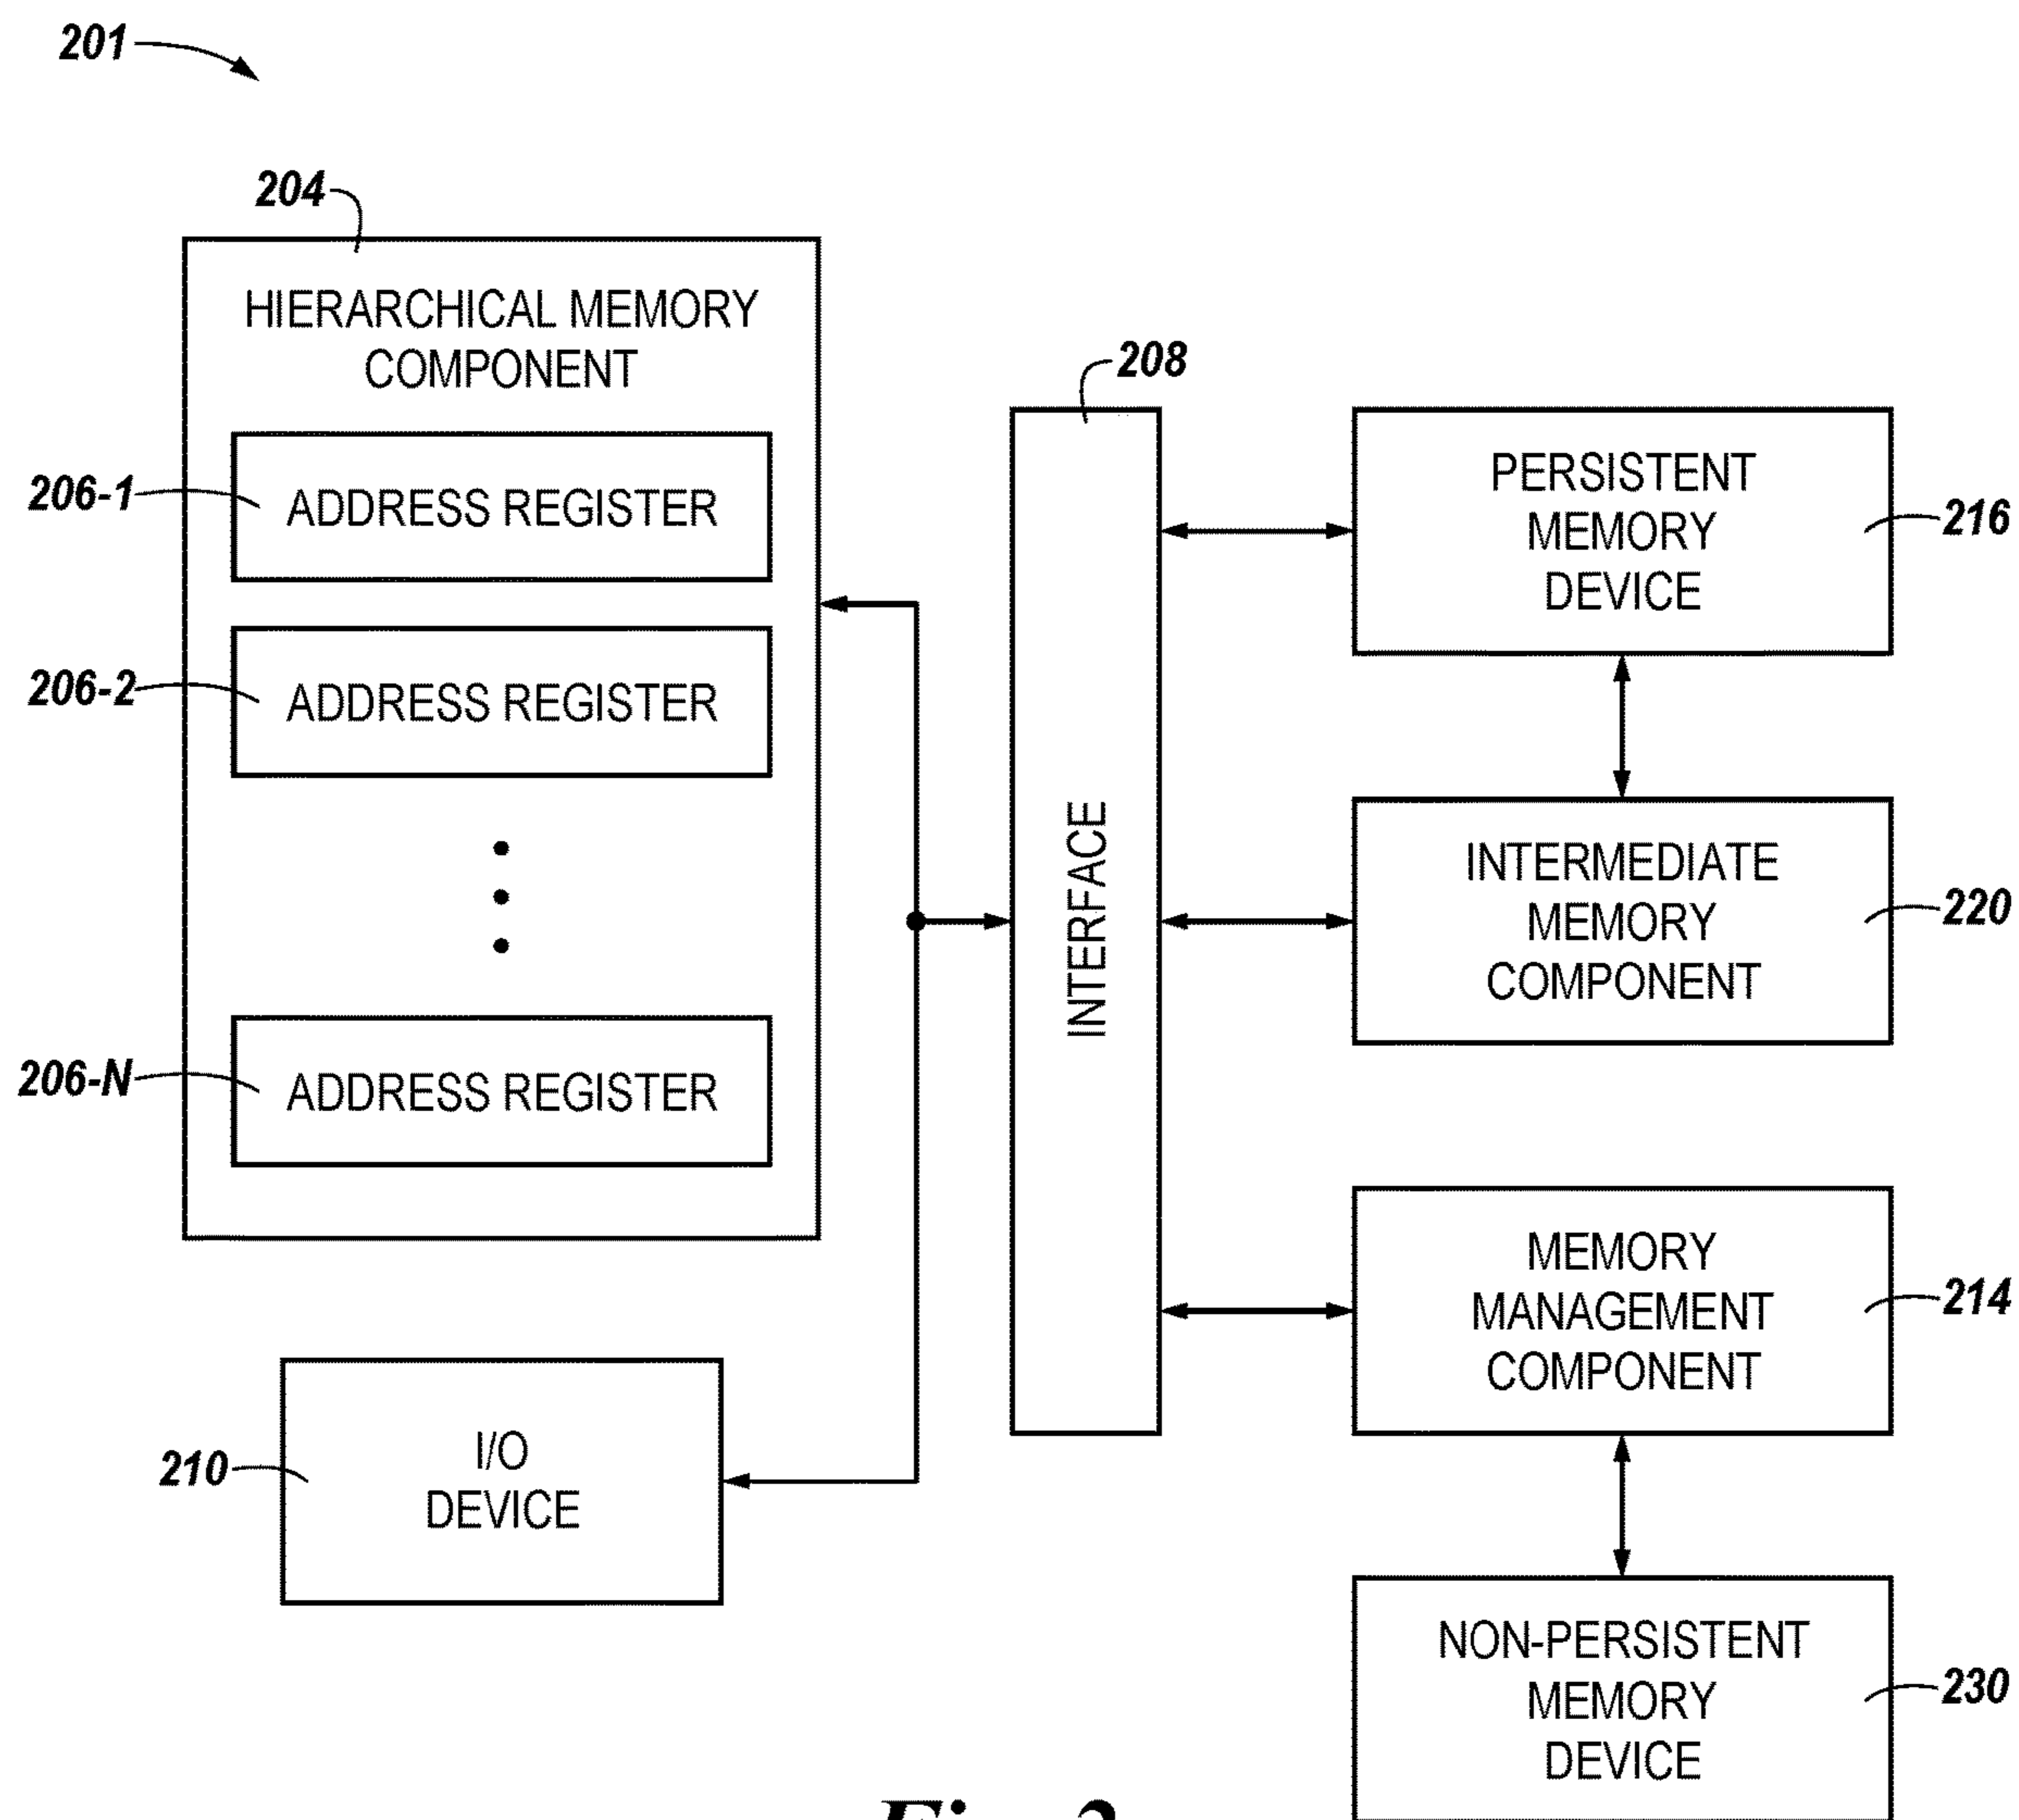 201
204
HIERARCHICAL MEMORY
COMPONENT
206-1
ADDRESS REGISTER
206-2
ADDRESS REGISTER
206-N
ADDRESS REGISTER
210
I/O
DEVICE
208
INTERFACE
PERSISTENT
MEMORY
DEVICE
216
INTERMEDIATE
MEMORY
COMPONENT
220
MEMORY
MANAGEMENT
COMPONENT
214
NON-PERSISTENT
MEMORY
DEVICE
230